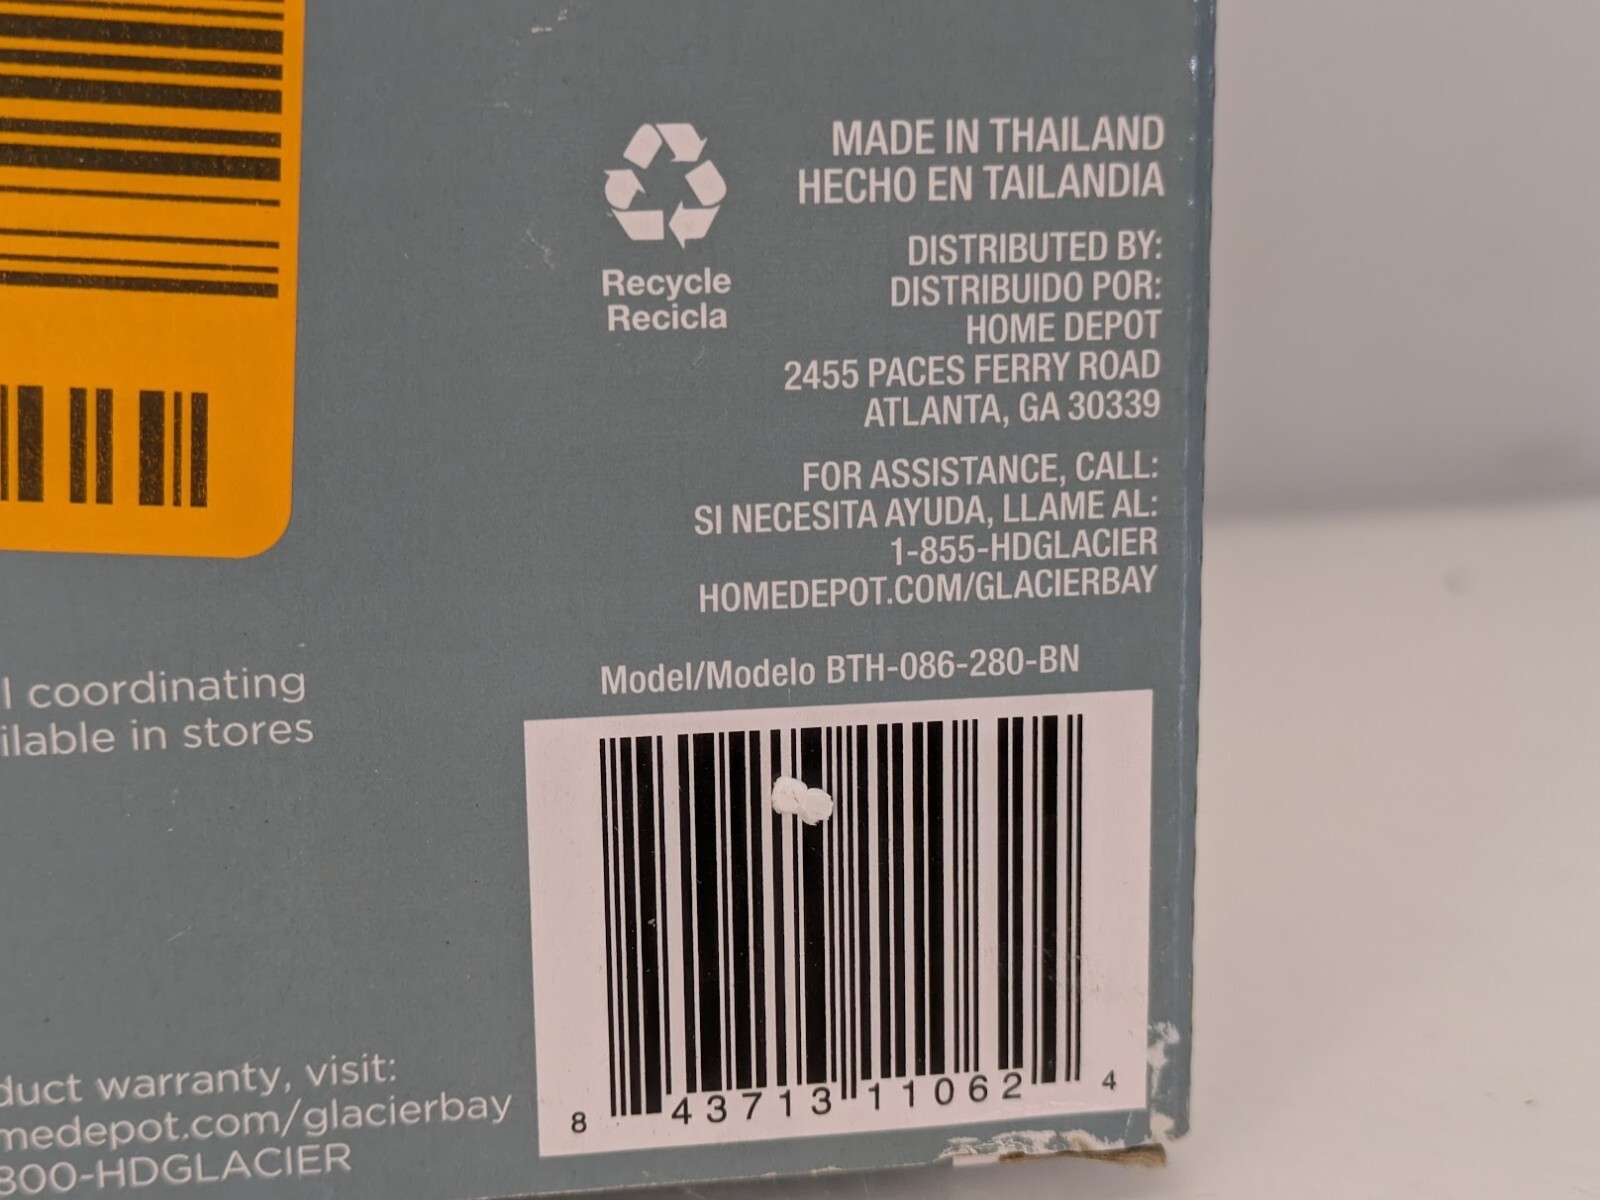 Recycle
Recicla
MADE IN THAILAND
HECHO EN TAILANDIA
DISTRIBUTED BY:
DISTRIBUIDO POR:
HOME DEPOT
2455 PACES FERRY ROAD
ATLANTA, GA 30339
FOR ASSISTANCE, CALL:
SI NECESITA AYUDA, LLAME AL:
1-855-HDGLACIER
HOMEDEPOT.COM/GLACIERBAY
Model/Modelo BTH-086-280-BN
8 43713 11062 4
l coordinating
ilable in stores
duct warranty, visit:
medepot.com/glacierbay
800-HDGLACIER